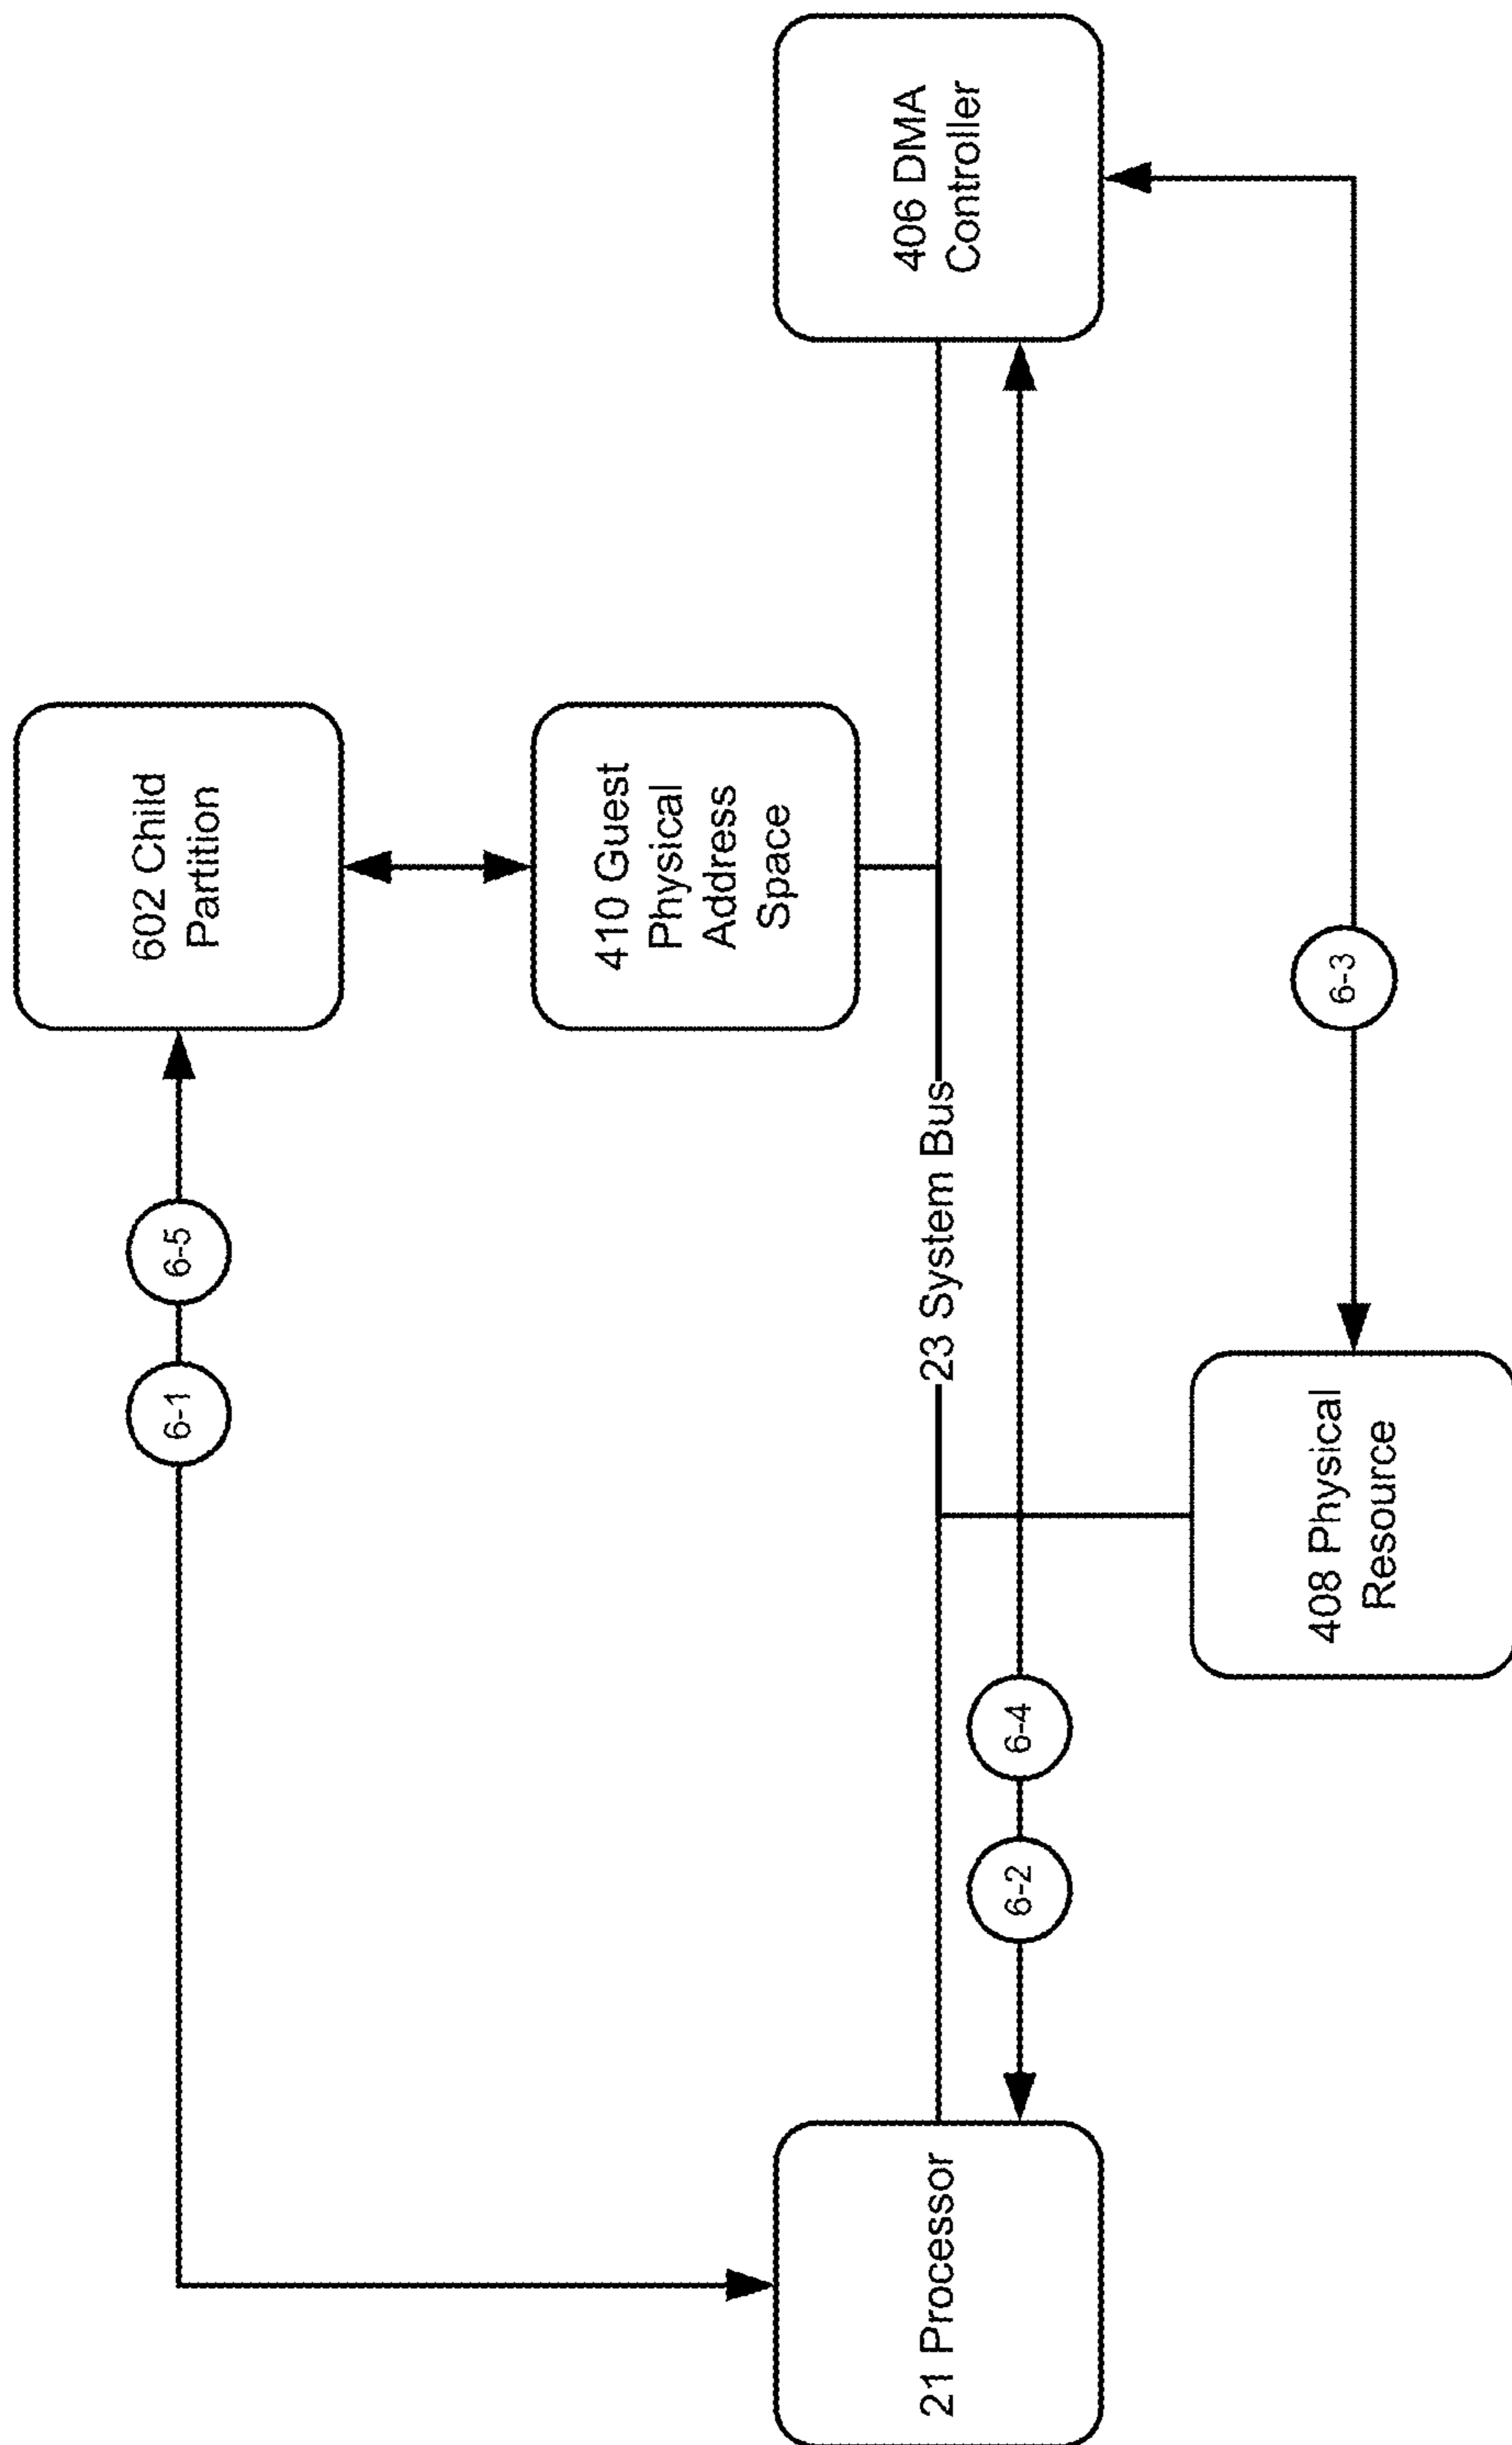 602 Child
Partition
6-1
6-5
410 Guest
Physical
Address
Space
21 Processor
23 System Bus
406 DMA
Controller
6-2
6-4
408 Physical
Resource
6-3